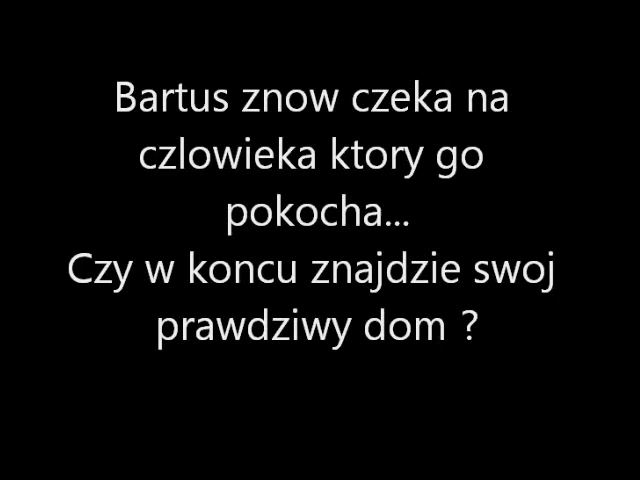 Bartus znow czeka na
czlowieka ktory go
pokocha...
Czy w koncu znajdzie swoj
prawdziwy dom ?